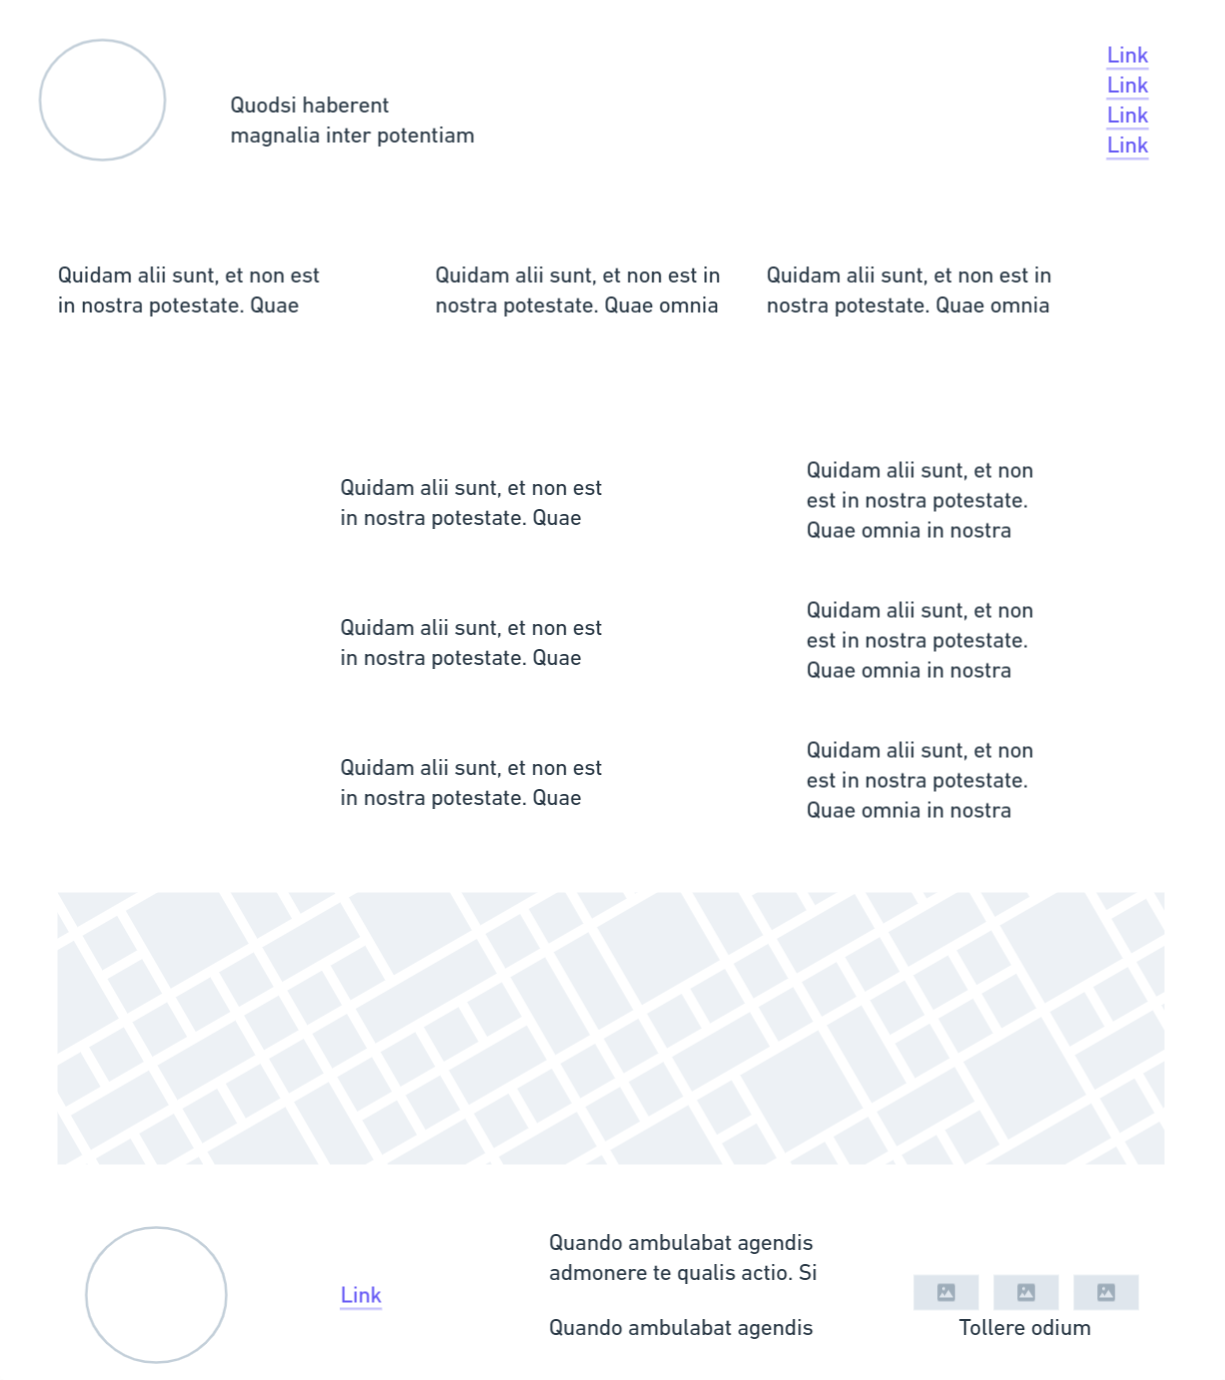 Quodsi haberent
magnalia inter potentiam
Link
Link
Link
Link
Quidam alii sunt, et non est
in nostra potestate. Quae
Quidam alii sunt, et non est in
nostra potestate. Quae omnia
Quidam alii sunt, et non est in
nostra potestate. Quae omnia
Quidam alii sunt, et non est
in nostra potestate. Quae
Quidam alii sunt, et non
est in nostra potestate.
Quae omnia in nostra
Quidam alii sunt, et non est
in nostra potestate. Quae
Quidam alii sunt, et non
est in nostra potestate.
Quae omnia in nostra
Quidam alii sunt, et non est
in nostra potestate. Quae
Quidam alii sunt, et non
est in nostra potestate.
Quae omnia in nostra
Link
Quando ambulabat agendis
admonere te qualis actio. Si
Quando ambulabat agendis
Tollere odium